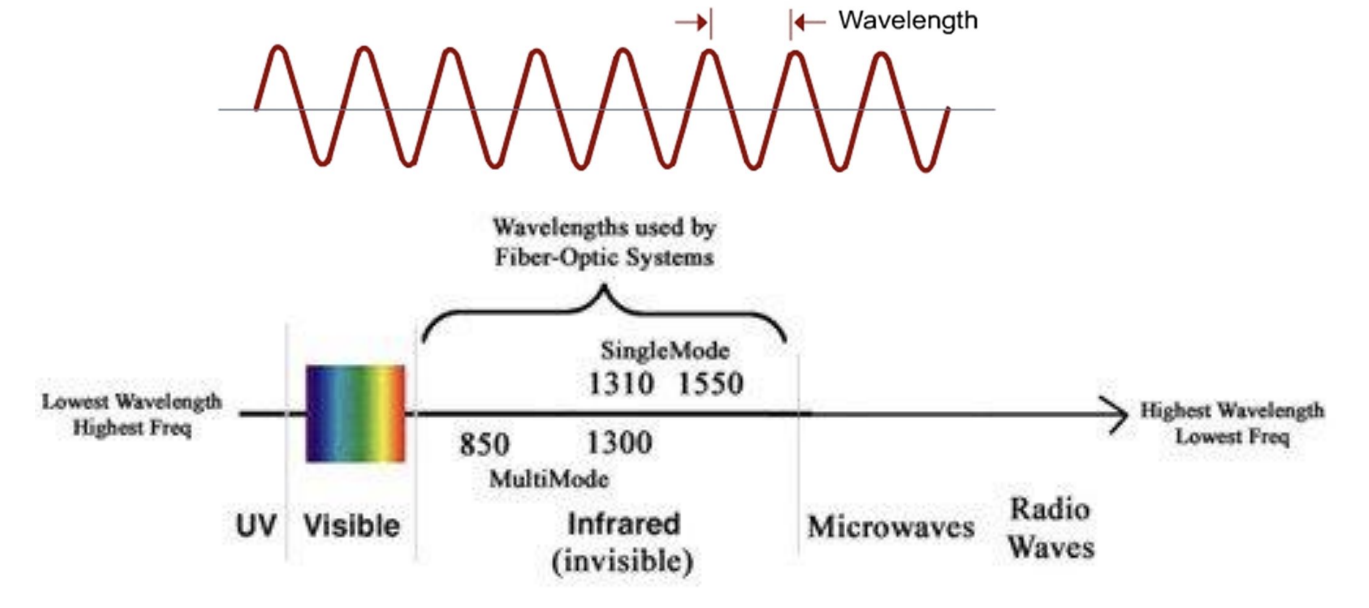 Wavelength
Wavelengths used by
Fiber-Optic Systems
SingleMode
1310 1550
Lowest Wavelength
Highest Freq
Highest Wavelength
Lowest Freq
850 1300
MultiMode
UV Visible Infrared
(invisible)
Microwaves
Radio
Waves